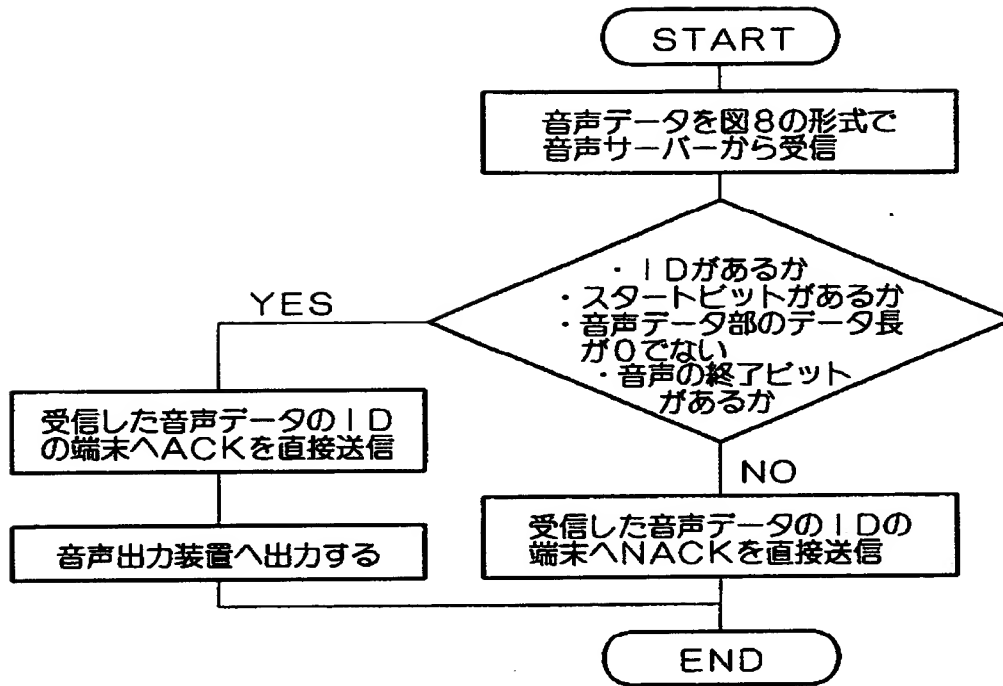 START
音声データを図8の形式で
音声サーバーから受信
・IDがあるか
・スタートビットがあるか
・音声データ部のデータ長
が0でない
・音声の終了ビット
があるか
YES
受信した音声データのID
の端末へACKを直接送信
音声出力装置へ出力する
NO
受信した音声データのIDの
端末へNACKを直接送信
END